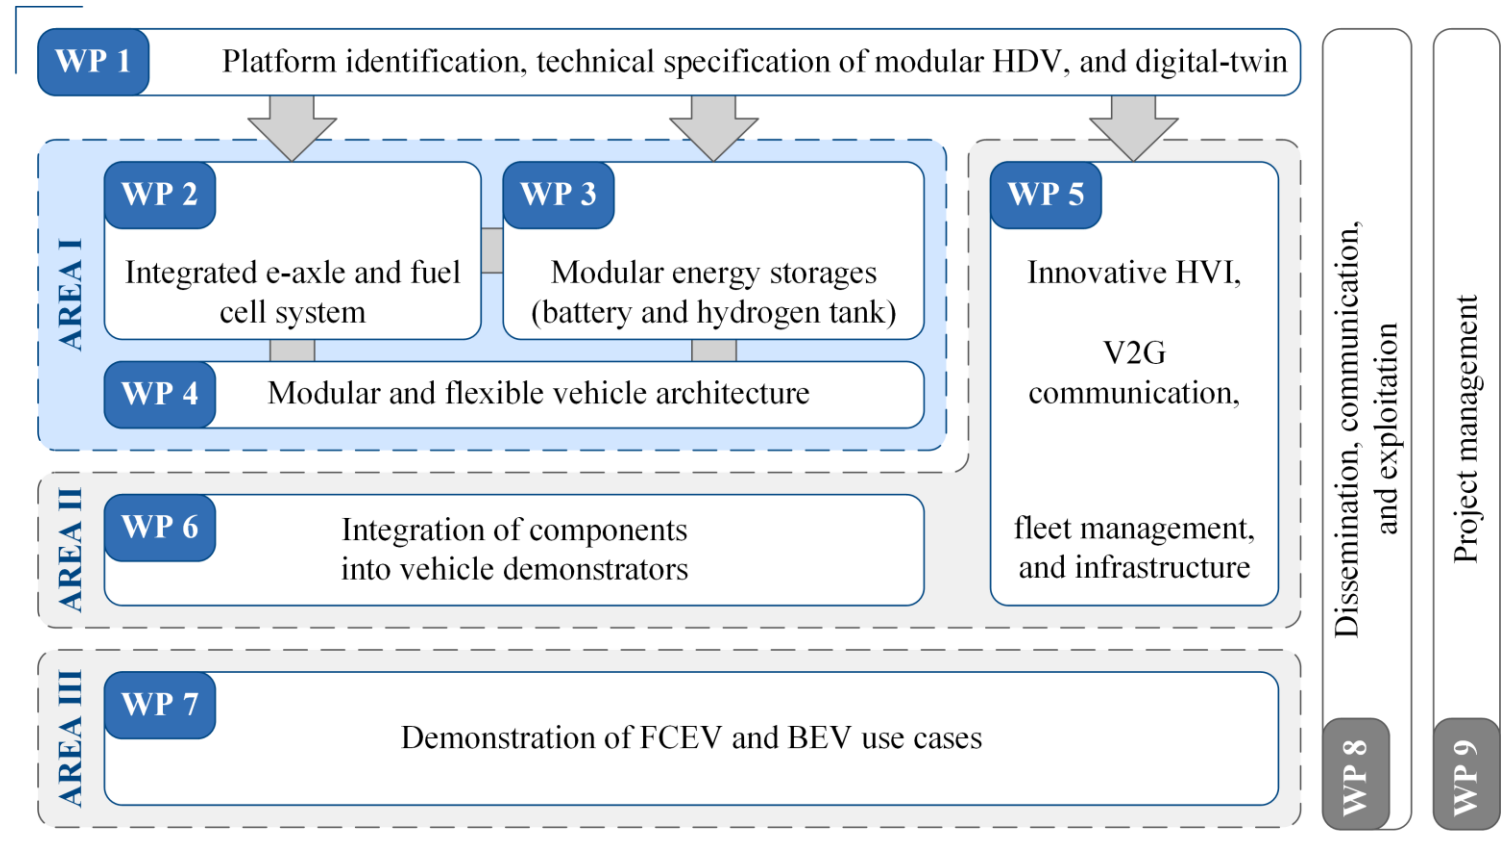 WP 1
Platform identification, technical specification of modular HDV, and digital-twin
AREA I
WP 2
Integrated e-axle and fuel
cell system
WP 3
Modular energy storages
(battery and hydrogen tank)
WP 4
Modular and flexible vehicle architecture
WP 5
Innovative HVI,
V2G
communication,
fleet management,
and infrastructure
AREA II
WP 6
Integration of components
into vehicle demonstrators
AREA III
WP 7
Demonstration of FCEV and BEV use cases
WP 8
Dissemination, communication,
and exploitation
WP 9
Project management